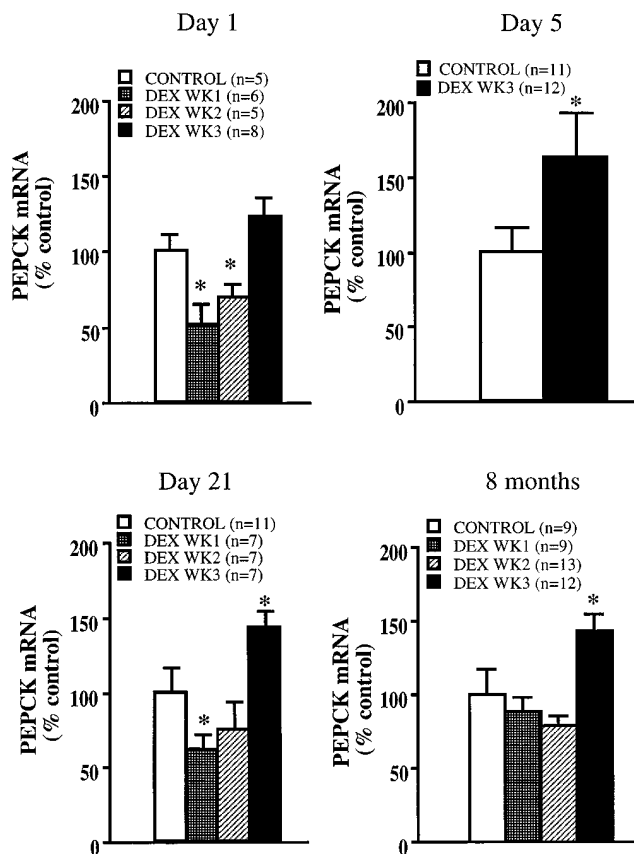 Day 1
CONTROL (n=5)
DEX WK1 (n=6)
DEX WK2 (n=5)
DEX WK3 (n=8)
PEPCK mRNA
(% control)
200
150
100
50
0
*
*
Day 5
CONTROL (n=11)
DEX WK3 (n=12)
PEPCK mRNA
(% control)
200
150
100
50
0
*
Day 21
CONTROL (n=11)
DEX WK1 (n=7)
DEX WK2 (n=7)
DEX WK3 (n=7)
PEPCK mRNA
(% control)
200
150
100
50
0
*
*
8 months
CONTROL (n=9)
DEX WK1 (n=9)
DEX WK2 (n=13)
DEX WK3 (n=12)
PEPCK mRNA
(% control)
200
150
100
50
0
*